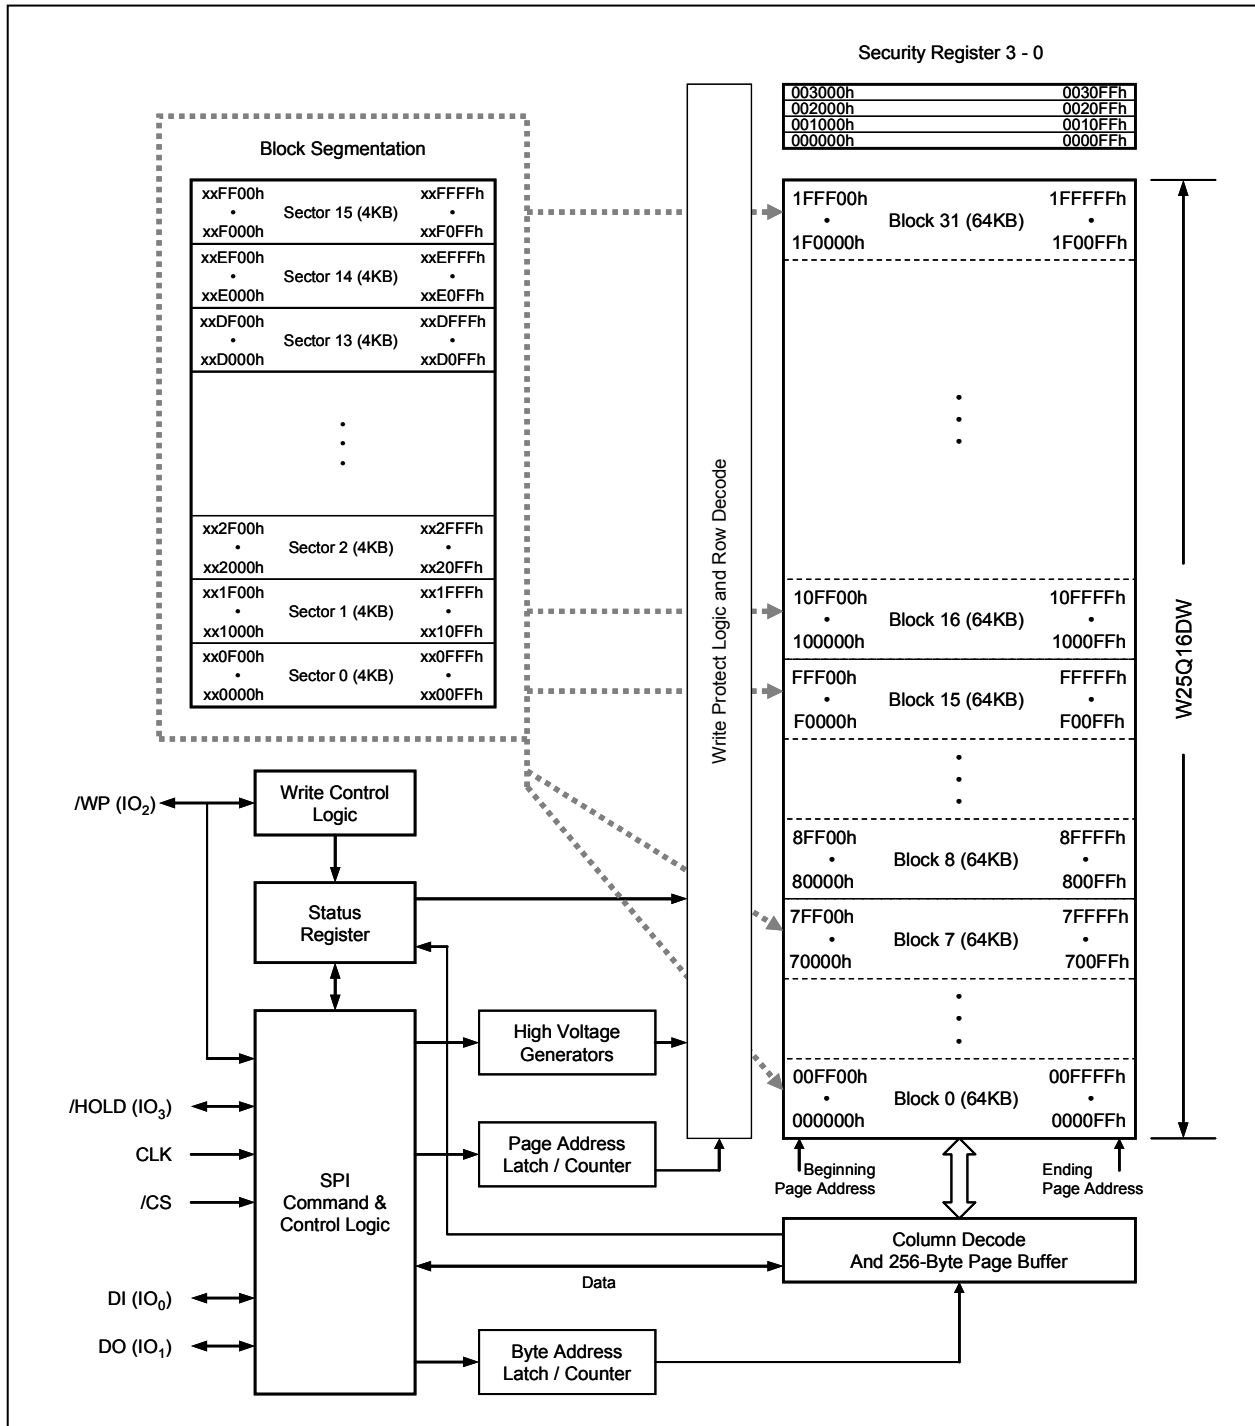 Security Register 3 - 0
003000h 0030FFh
002000h 0020FFh
001000h 0010FFh
000000h 0000FFh
Block Segmentation
xxFF00h xxFFFFh
• Sector 15 (4KB) •
xxF000h xxF0FFh
xxEF00h xxEFFFh
• Sector 14 (4KB) •
xxE000h xxE0FFh
xxDF00h xxDFFFh
• Sector 13 (4KB) •
xxD000h xxD0FFh
xx2F00h xx2FFFh
• Sector 2 (4KB) •
xx2000h xx20FFh
xx1F00h xx1FFFh
• Sector 1 (4KB) •
xx1000h xx10FFh
xx0F00h xx0FFFh
• Sector 0 (4KB) •
xx0000h xx00FFh
Write Protect Logic and Row Decode
1FFF00h 1FFFFFh
• Block 31 (64KB) •
1F0000h 1F00FFh
10FF00h 10FFFFh
• Block 16 (64KB) •
100000h 1000FFh
FFF00h FFFFFh
• Block 15 (64KB) •
F0000h F00FFh
8FF00h 8FFFFh
• Block 8 (64KB) •
80000h 800FFh
7FF00h 7FFFFh
• Block 7 (64KB) •
70000h 700FFh
00FF00h 00FFFFh
• Block 0 (64KB) •
000000h 0000FFh
W25Q16DW
Beginning
Page Address
Ending
Page Address
/WP (IO2)
Write Control
Logic
Status
Register
High Voltage
Generators
/HOLD (IO3)
CLK
/CS
DI (IO0)
DO (IO1)
SPI
Command &
Control Logic
Page Address
Latch / Counter
Column Decode
And 256-Byte Page Buffer
Data
Byte Address
Latch / Counter